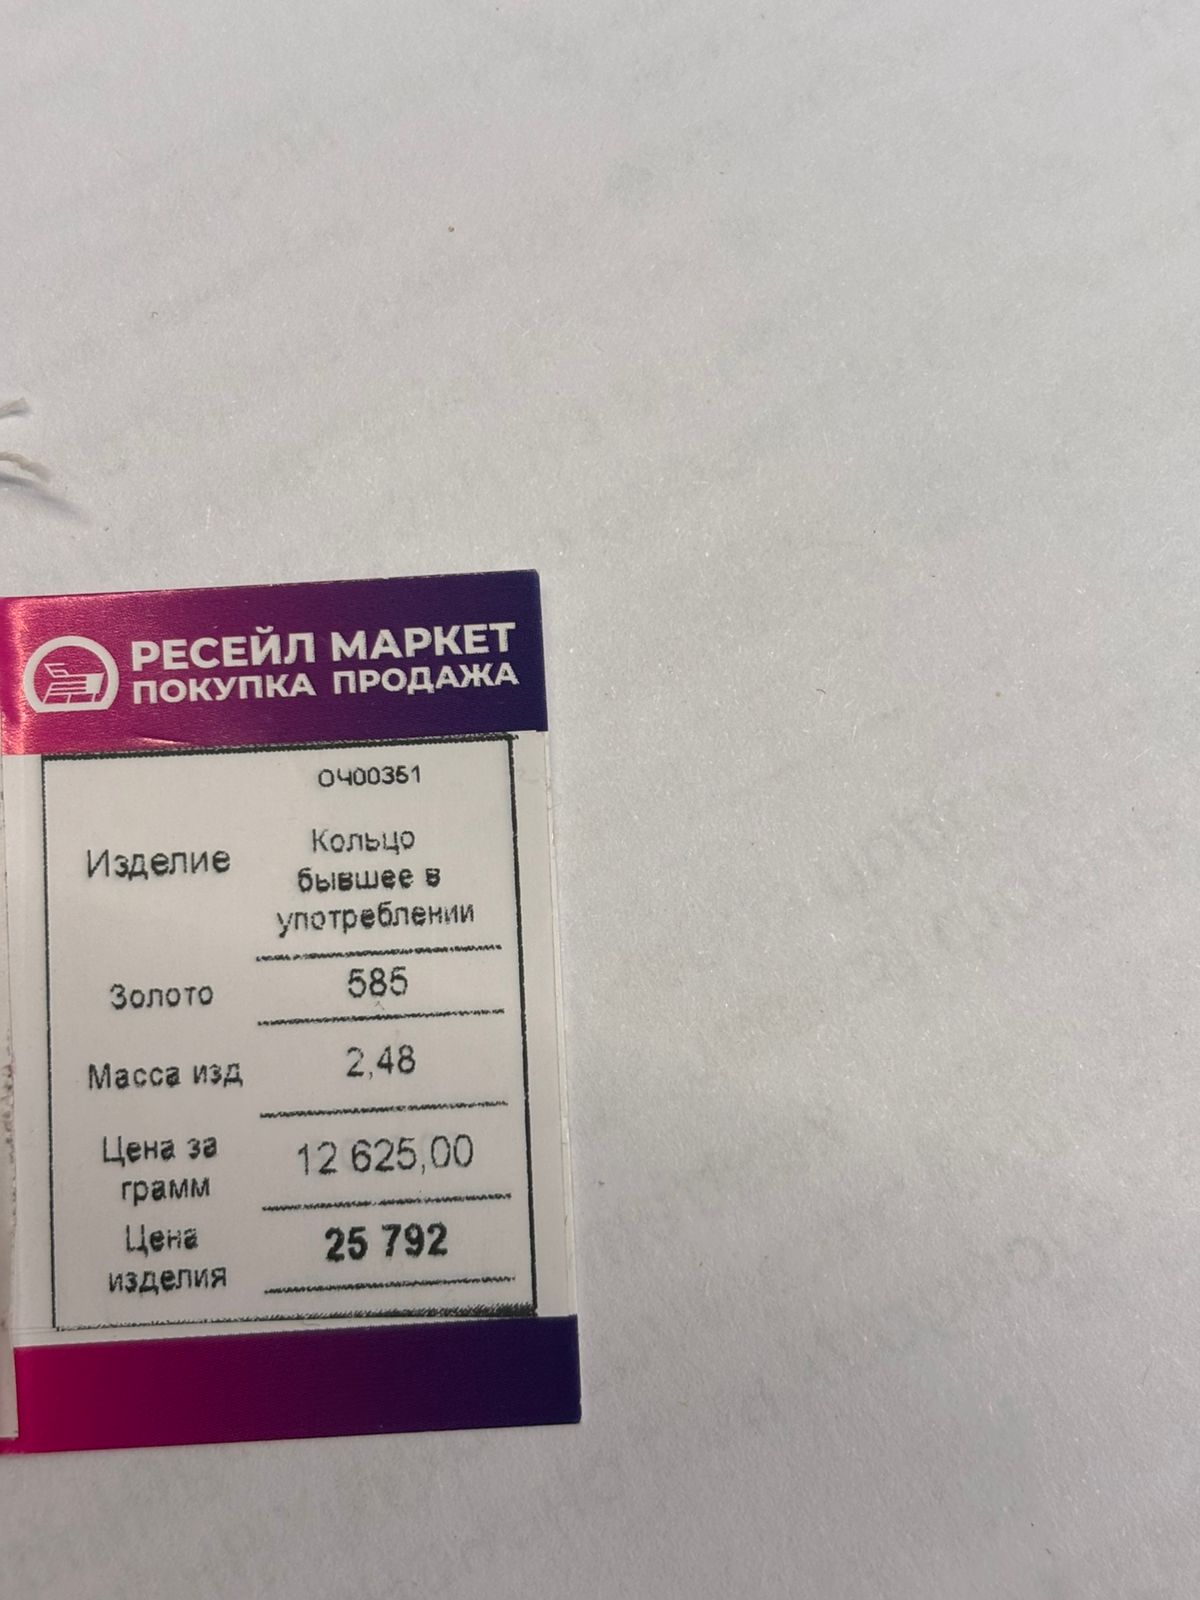 РЕСЕЙЛ МАРКЕТ
ПОКУПКА ПРОДАЖА
ОЧ00351
Изделие
Кольцо
бывшее в
употреблении
Золото
585
Масса изд
2,48
Цена за
грамм
12 625,00
Цена
изделия
25 792